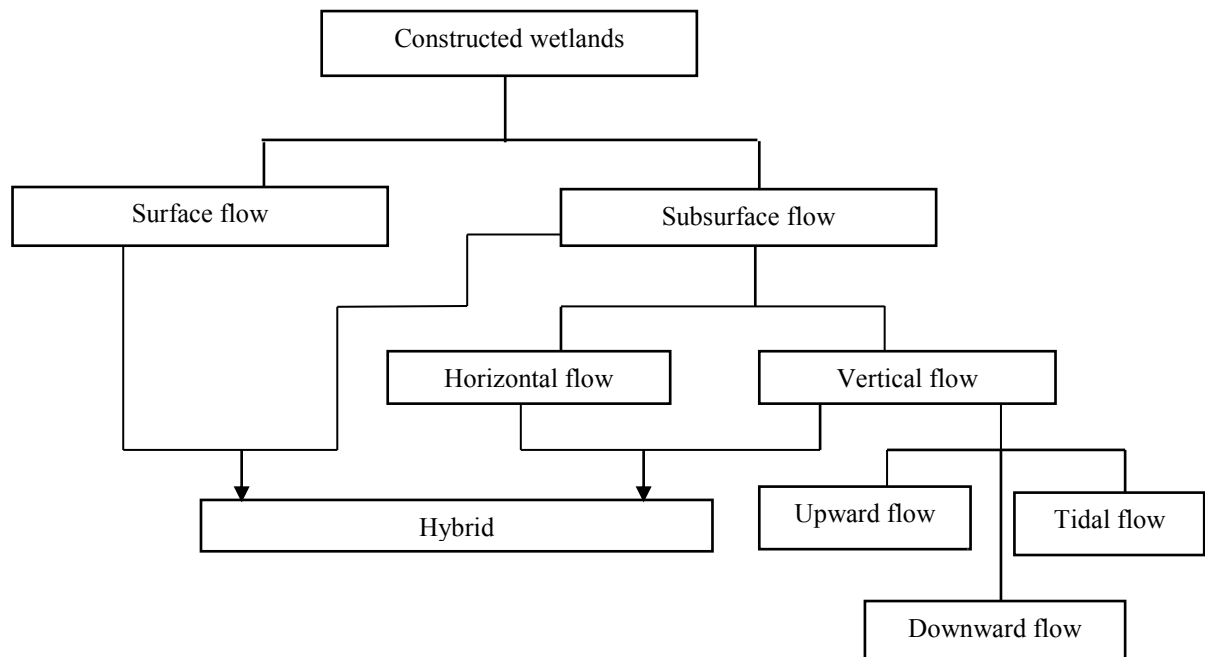 Constructed wetlands
Surface flow
Subsurface flow
Horizontal flow
Vertical flow
Upward flow
Tidal flow
Hybrid
Downward flow